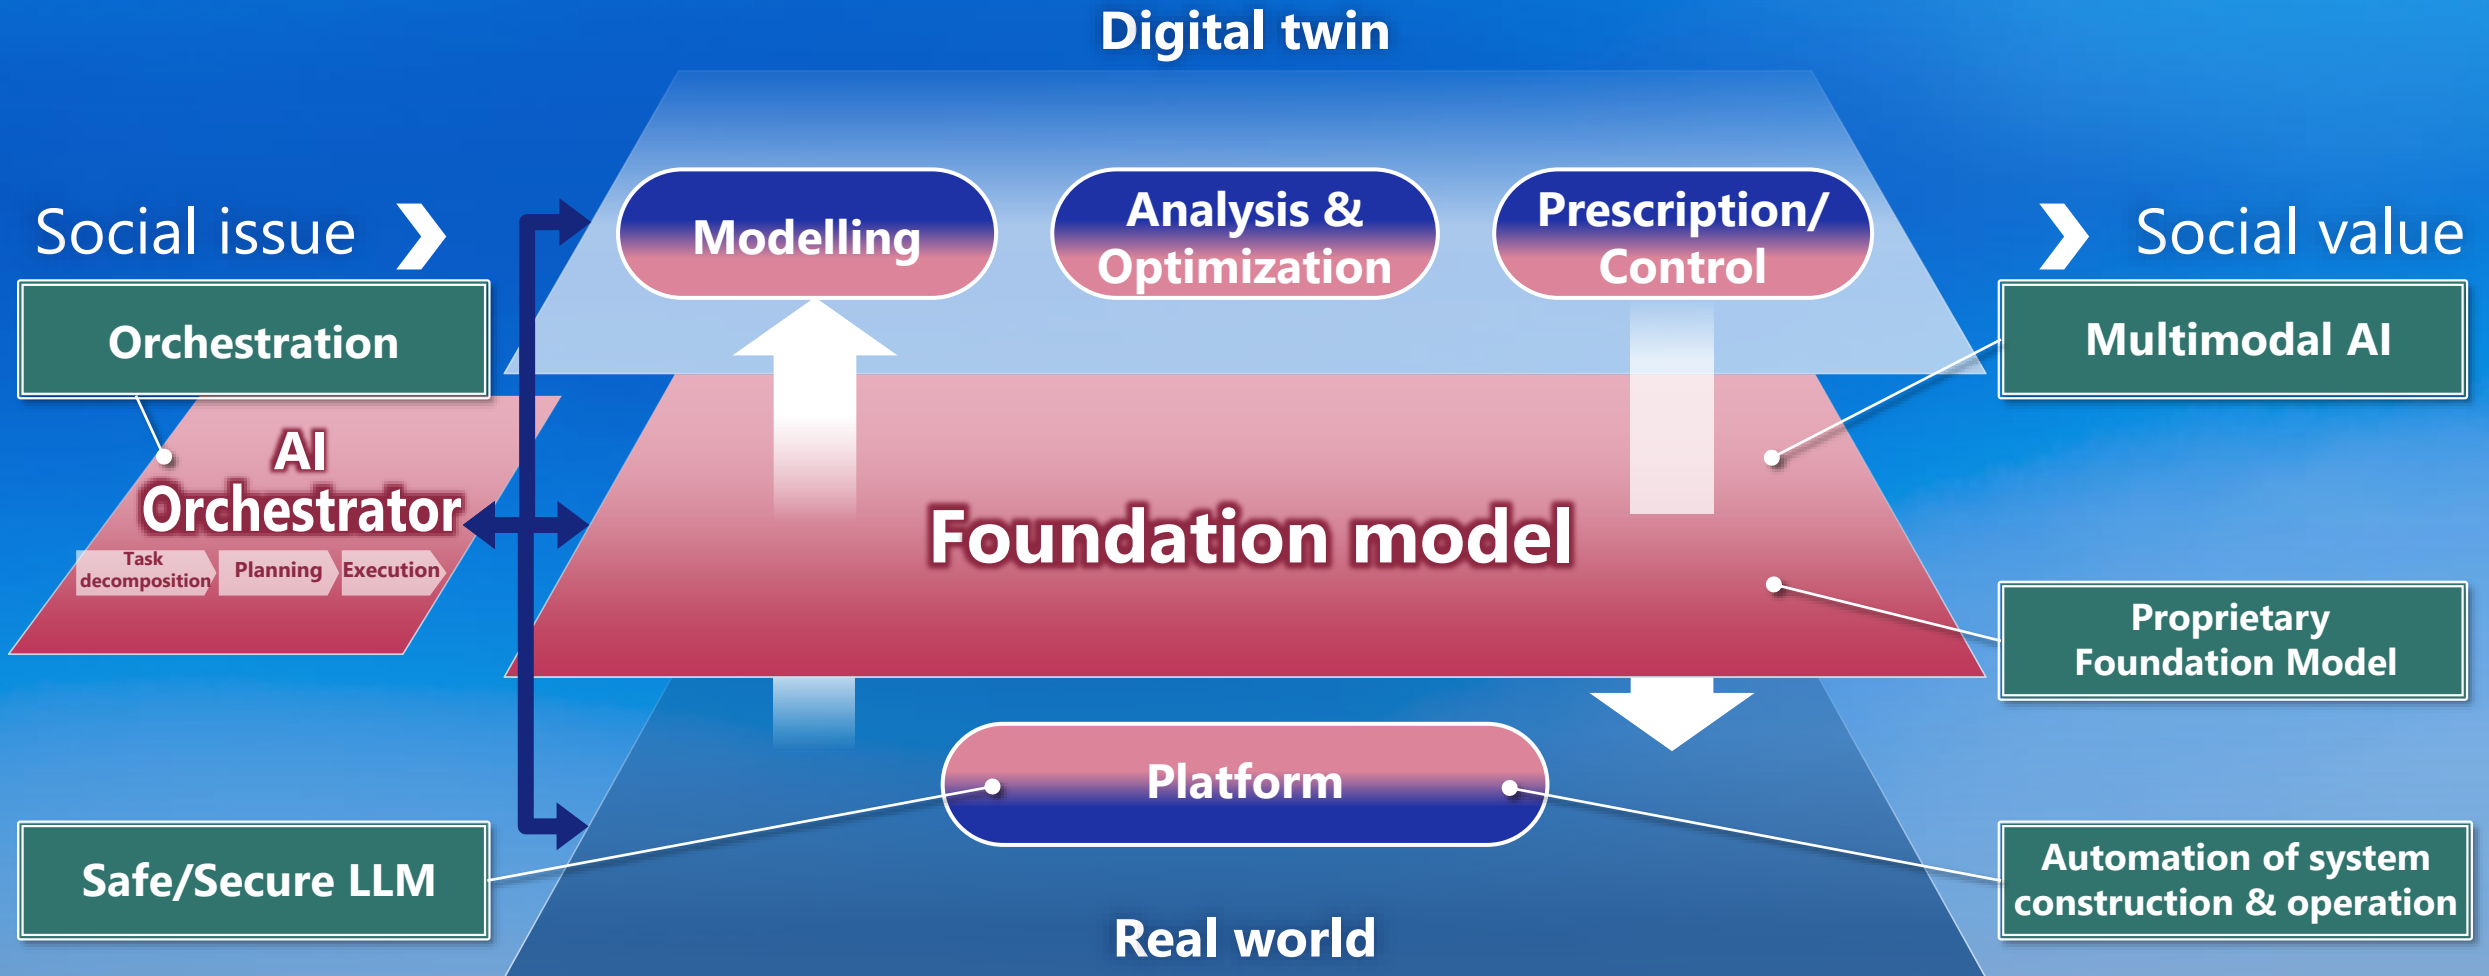 Digital twin
Social issue
Modelling
Analysis &
Optimization
Prescription/
Control
Social value
Orchestration
Multimodal AI
AI
Orchestrator
Task
decomposition
Planning
Execution
Foundation model
Proprietary
Foundation Model
Platform
Safe/Secure LLM
Automation of system
construction & operation
Real world